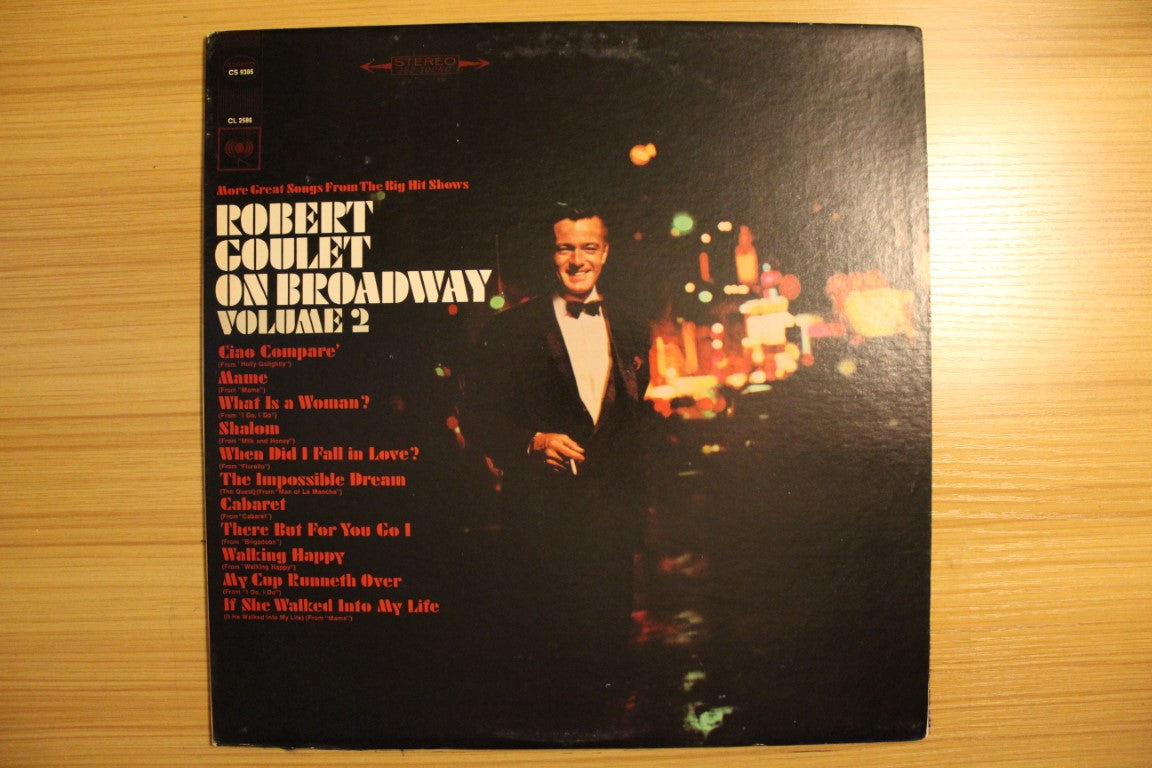 CS 9386
STEREO
CL 2586
More Great Songs From The Big Hit Shows
ROBERT
GOULET
ON BROADWAY
VOLUME 2
Ciao Compare'
(From "Holly Golightly")
Mame
(From "Mame")
What Is a Woman?
(From "I Do, I Do")
Shalom
(From "Milk and Honey")
When Did I Fall in Love?
(From "Fiorello")
The Impossible Dream
(The Quest) (From "Man of La Mancha")
Cabaret
(From "Cabaret")
There But For You Go I
(From "Brigadoon")
Walking Happy
(From "Walking Happy")
My Cup Runneth Over
(From "I Do, I Do")
If She Walked Into My Life
(If He Walked Into My Life) (From "Mame")